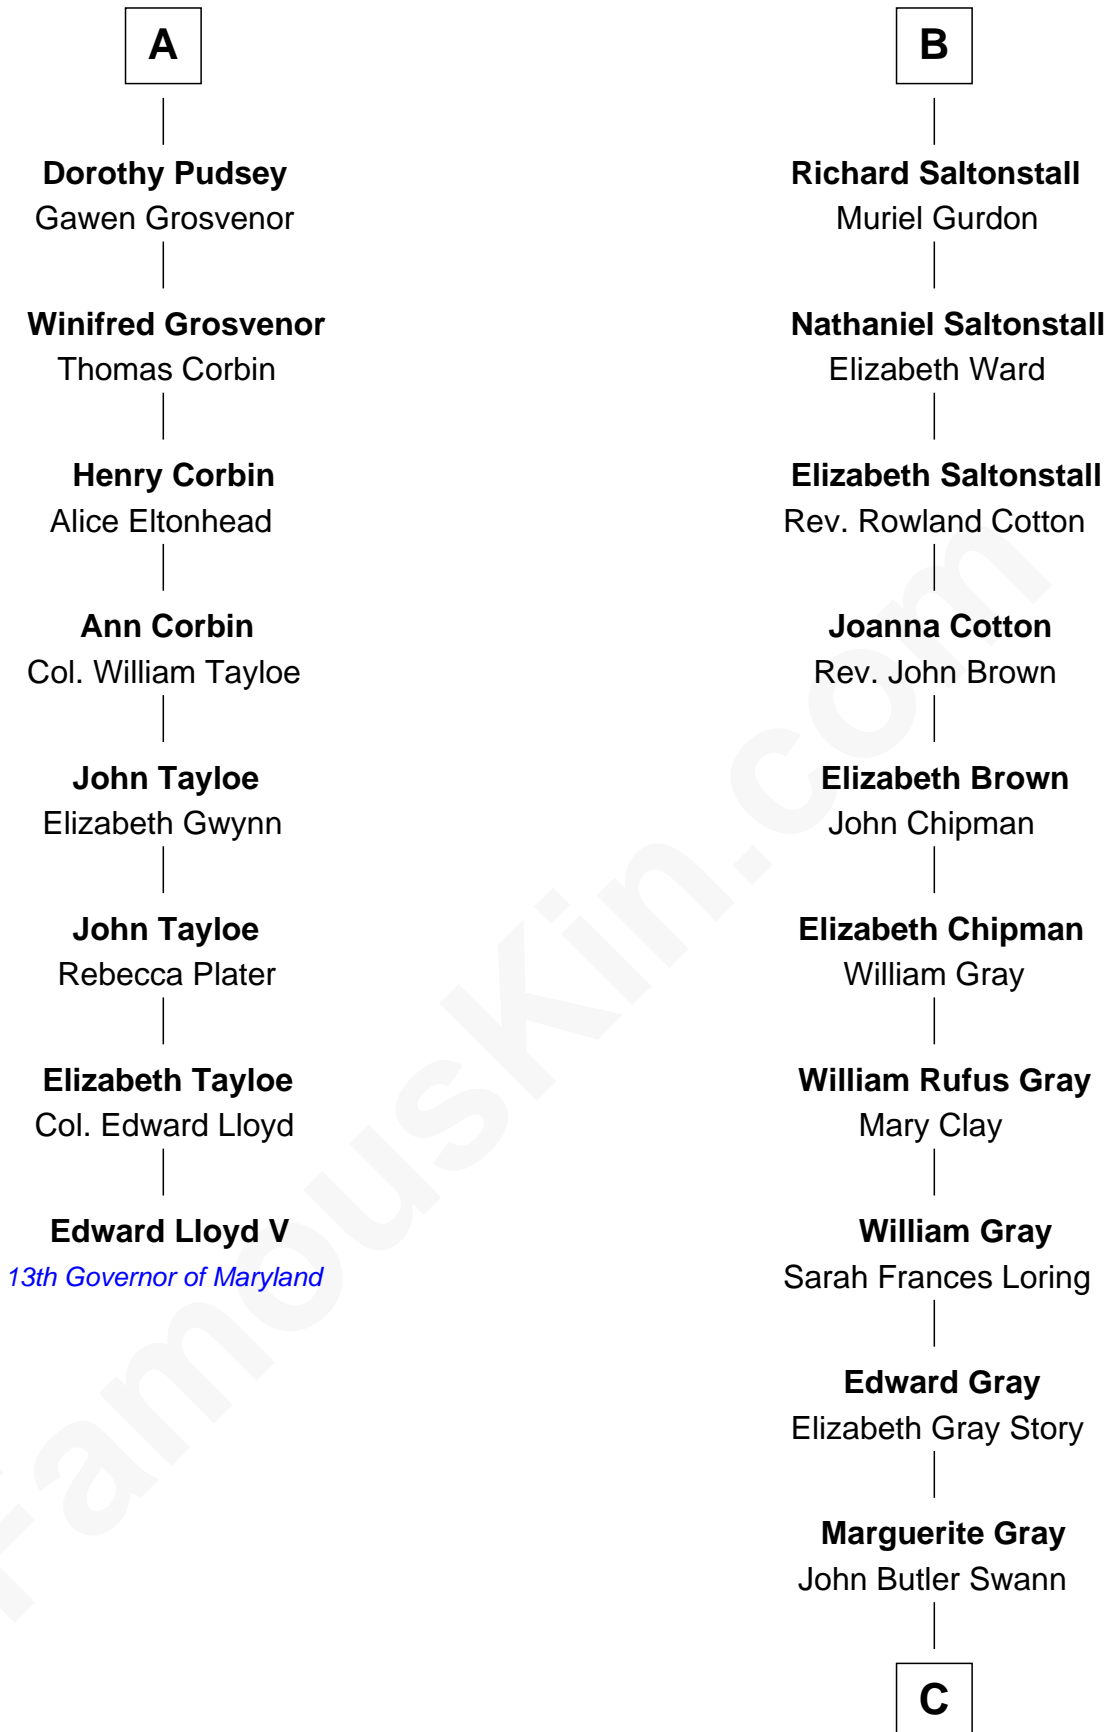 A
Dorothy Pudsey
Gawen Grosvenor
Winifred Grosvenor
Thomas Corbin
Henry Corbin
Alice Eltonhead
Ann Corbin
Col. William Tayloe
John Tayloe
Elizabeth Gwynn
John Tayloe
Rebecca Plater
Elizabeth Tayloe
Col. Edward Lloyd
Edward Lloyd V
13th Governor of Maryland
B
Richard Saltonstall
Muriel Gurdon
Nathaniel Saltonstall
Elizabeth Ward
Elizabeth Saltonstall
Rev. Rowland Cotton
Joanna Cotton
Rev. John Brown
Elizabeth Brown
John Chipman
Elizabeth Chipman
William Gray
William Rufus Gray
Mary Clay
William Gray
Sarah Frances Loring
Edward Gray
Elizabeth Gray Story
Marguerite Gray
John Butler Swann
C
FamousKin.com